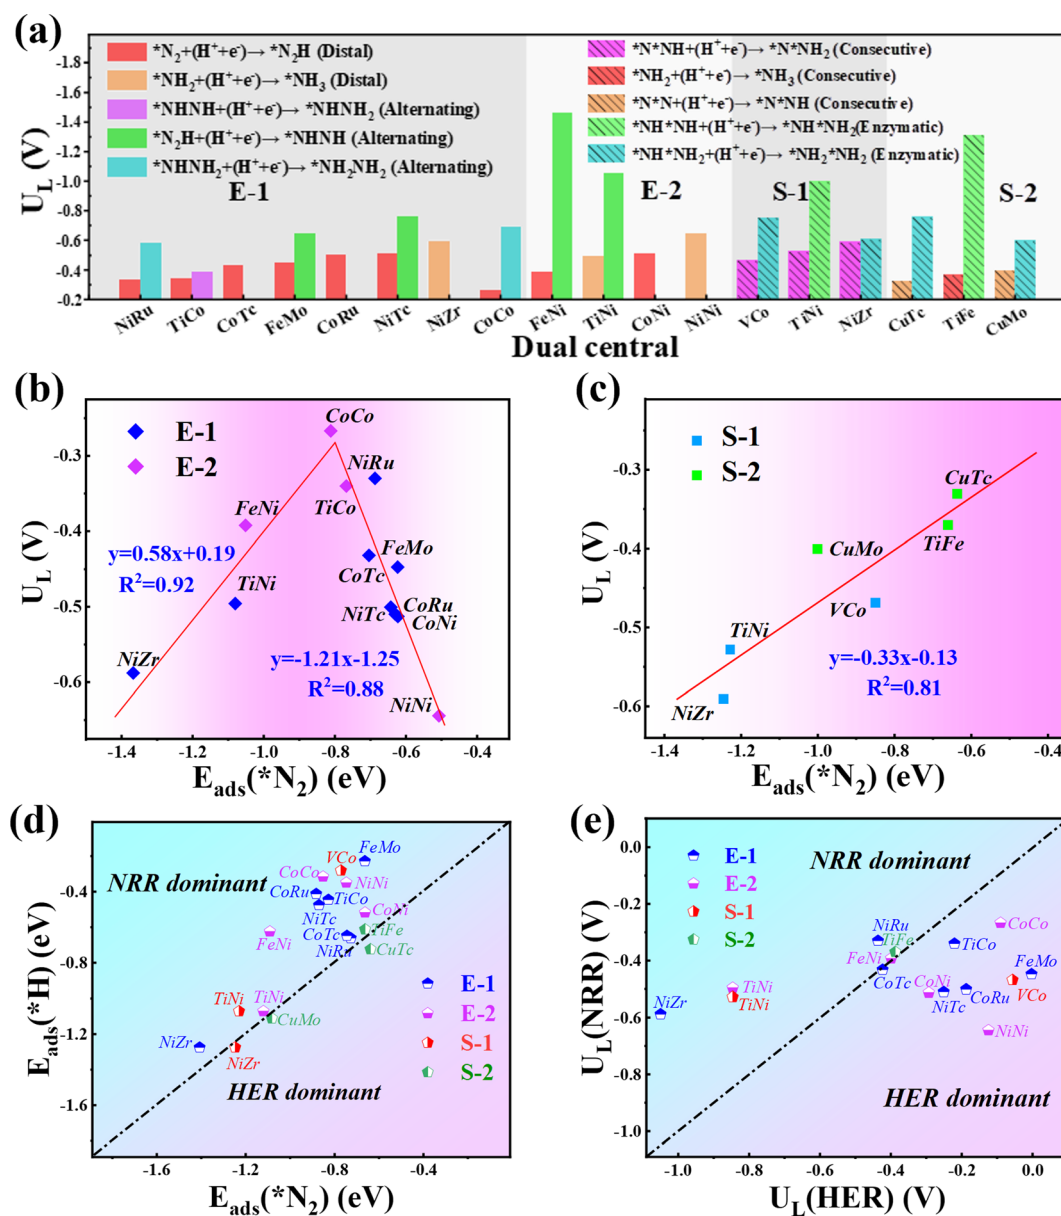 (a)
*N₂+(H⁺+e⁻)→ *N₂H (Distal)
*NH₂+(H⁺+e⁻)→ *NH₃ (Distal)
*NHNH+(H⁺+e⁻)→ *NHNH₂ (Alternating)
*N₂H+(H⁺+e⁻)→ *NHNH (Alternating)
*NHNH₂+(H⁺+e⁻)→ *NH₂NH₂ (Alternating)
*N*NH+(H⁺+e⁻)→ *N*NH₂ (Consecutive)
*NH₂+(H⁺+e⁻)→ *NH₃ (Consecutive)
*N*N+(H⁺+e⁻)→ *N*NH (Consecutive)
*NH*NH+(H⁺+e⁻)→ *NH*NH₂(Enzymatic)
*NH*NH₂+(H⁺+e⁻)→ *NH₂*NH₂ (Enzymatic)
E-1
E-2
S-1
S-2
U_L (V)
-1.8
-1.6
-1.4
-1.2
-1.0
-0.8
-0.6
-0.4
-0.2
NiRu
TiCo
CoTc
FeMo
CoRu
NiTc
NiZr
CoCo
FeNi
TiNi
CoNi
NiNi
VCo
TiNi
NiZr
CuTc
TiFe
CuMo
Dual central
(b)
E-1
E-2
CoCo
NiRu
TiCo
FeNi
FeMo
CoTc
TiNi
NiTc
CoRu
CoNi
NiZr
NiNi
y=0.58x+0.19
R²=0.92
y=-1.21x-1.25
R²=0.88
U_L (V)
-0.3
-0.4
-0.5
-0.6
-1.4
-1.2
-1.0
-0.8
-0.6
-0.4
E_ads(*N₂) (eV)
(c)
S-1
S-2
CuTc
TiFe
CuMo
VCo
TiNi
NiZr
y=-0.33x-0.13
R²=0.81
U_L (V)
-0.3
-0.4
-0.5
-0.6
-1.4
-1.2
-1.0
-0.8
-0.6
-0.4
E_ads(*N₂) (eV)
(d)
NRR dominant
HER dominant
FeMo
VCo
CoCo
NiNi
CoRu
TiCo
NiTc
CoNi
TiFe
CoTc
NiRu
CuTc
FeNi
TiNi
TiNi
CuMo
NiZr
NiZr
E-1
E-2
S-1
S-2
E_ads(*H) (eV)
-0.4
-0.8
-1.2
-1.6
-1.6
-1.2
-0.8
-0.4
E_ads(*N₂) (eV)
(e)
E-1
E-2
S-1
S-2
NRR dominant
HER dominant
CoCo
NiRu
TiFe
TiCo
FeNi
CoTc
FeMo
CoNi
NiTc
CoRu
VCo
TiNi
TiNi
NiZr
NiNi
U_L(NRR) (V)
0.0
-0.2
-0.4
-0.6
-0.8
-1.0
-1.0
-0.8
-0.6
-0.4
-0.2
0.0
U_L(HER) (V)